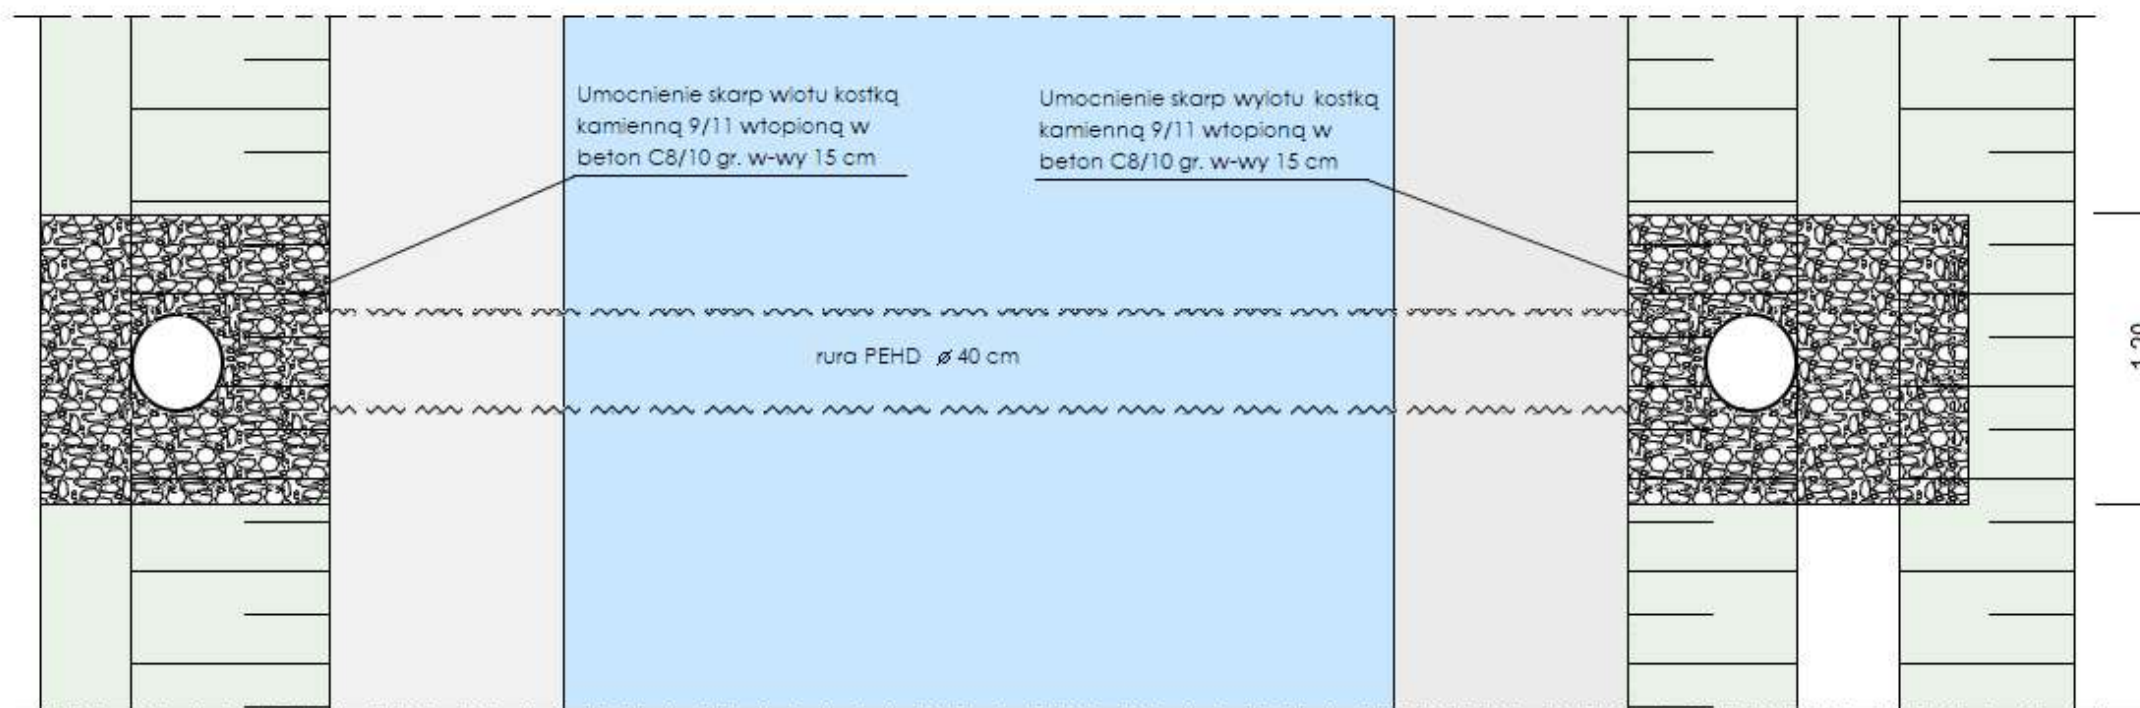 Umocnienie skarp wlotu kostką
kamienną 9/11 wtopioną w
beton C8/10 gr. w-wy 15 cm
Umocnienie skarp wylotu kostką
kamienną 9/11 wtopioną w
beton C8/10 gr. w-wy 15 cm
rura PEHD ø 40 cm